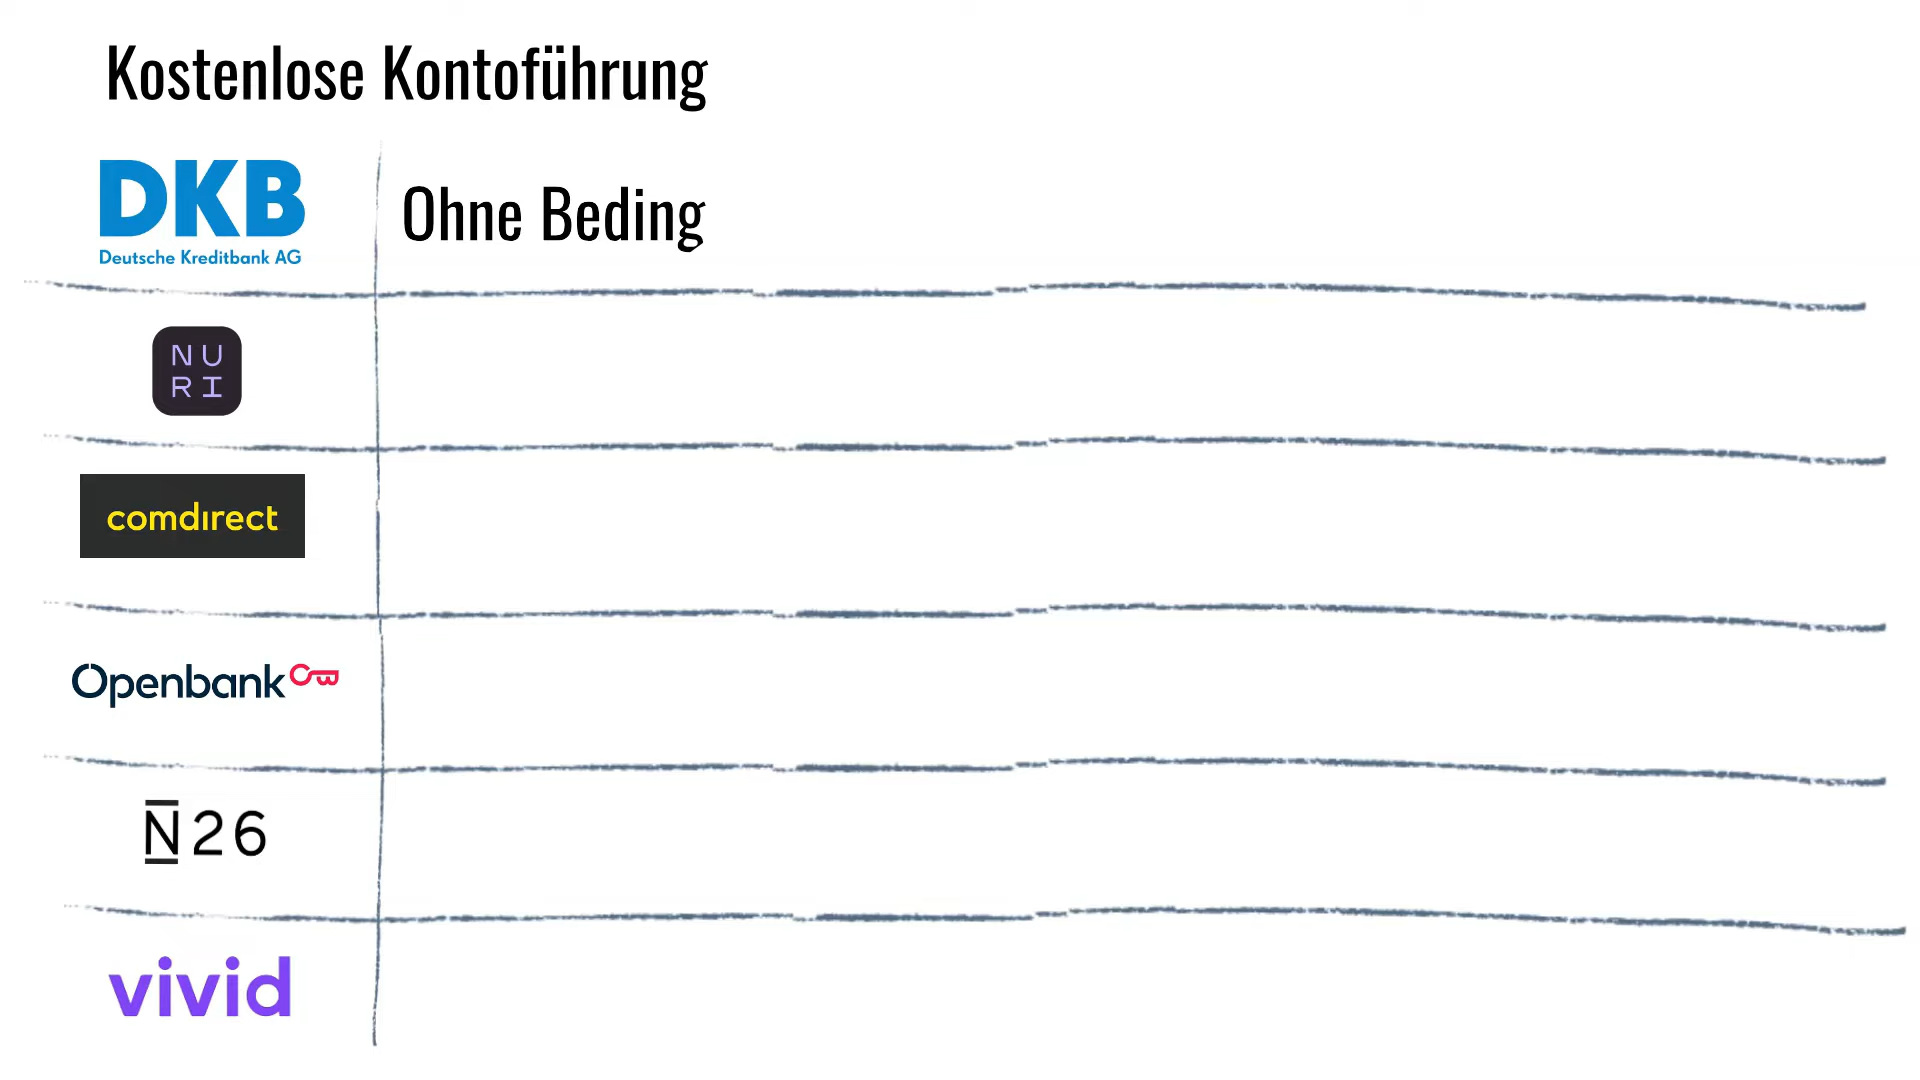 Kostenlose Kontoführung
DKB
Deutsche Kreditbank AG
Ohne Beding
NU
RI
comdirect
Openbank
N26
vivid